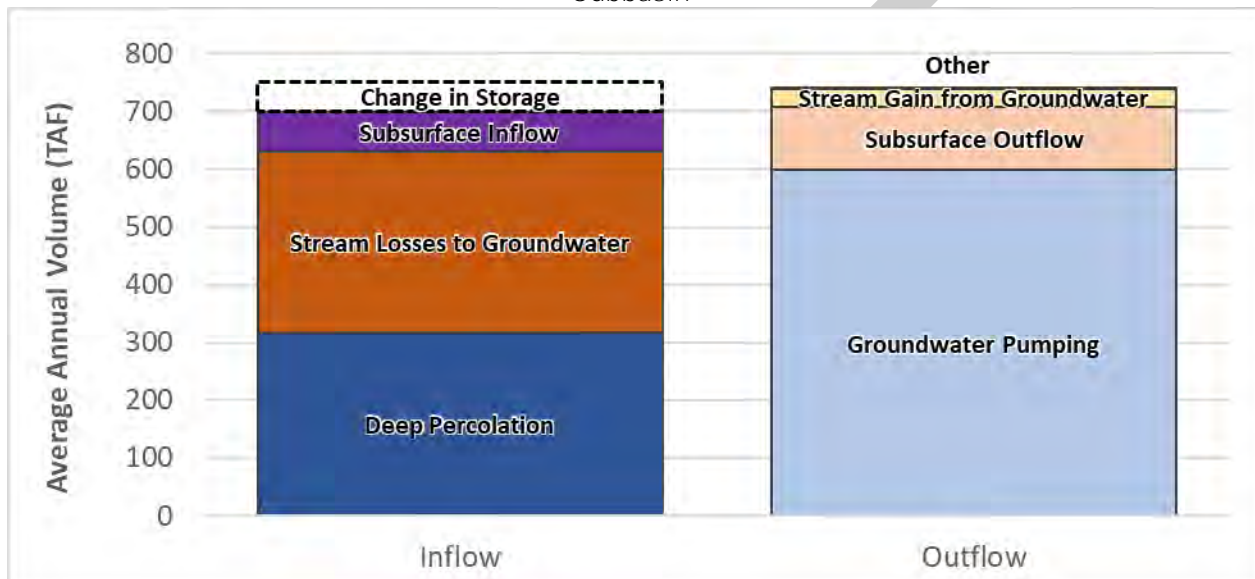 Subbasin
Average Annual Volume (TAF)
800
700
600
500
400
300
200
100
0
Change in Storage
Subsurface Inflow
Stream Losses to Groundwater
Deep Percolation
Other
Stream Gain from Groundwater
Subsurface Outflow
Groundwater Pumping
Inflow
Outflow